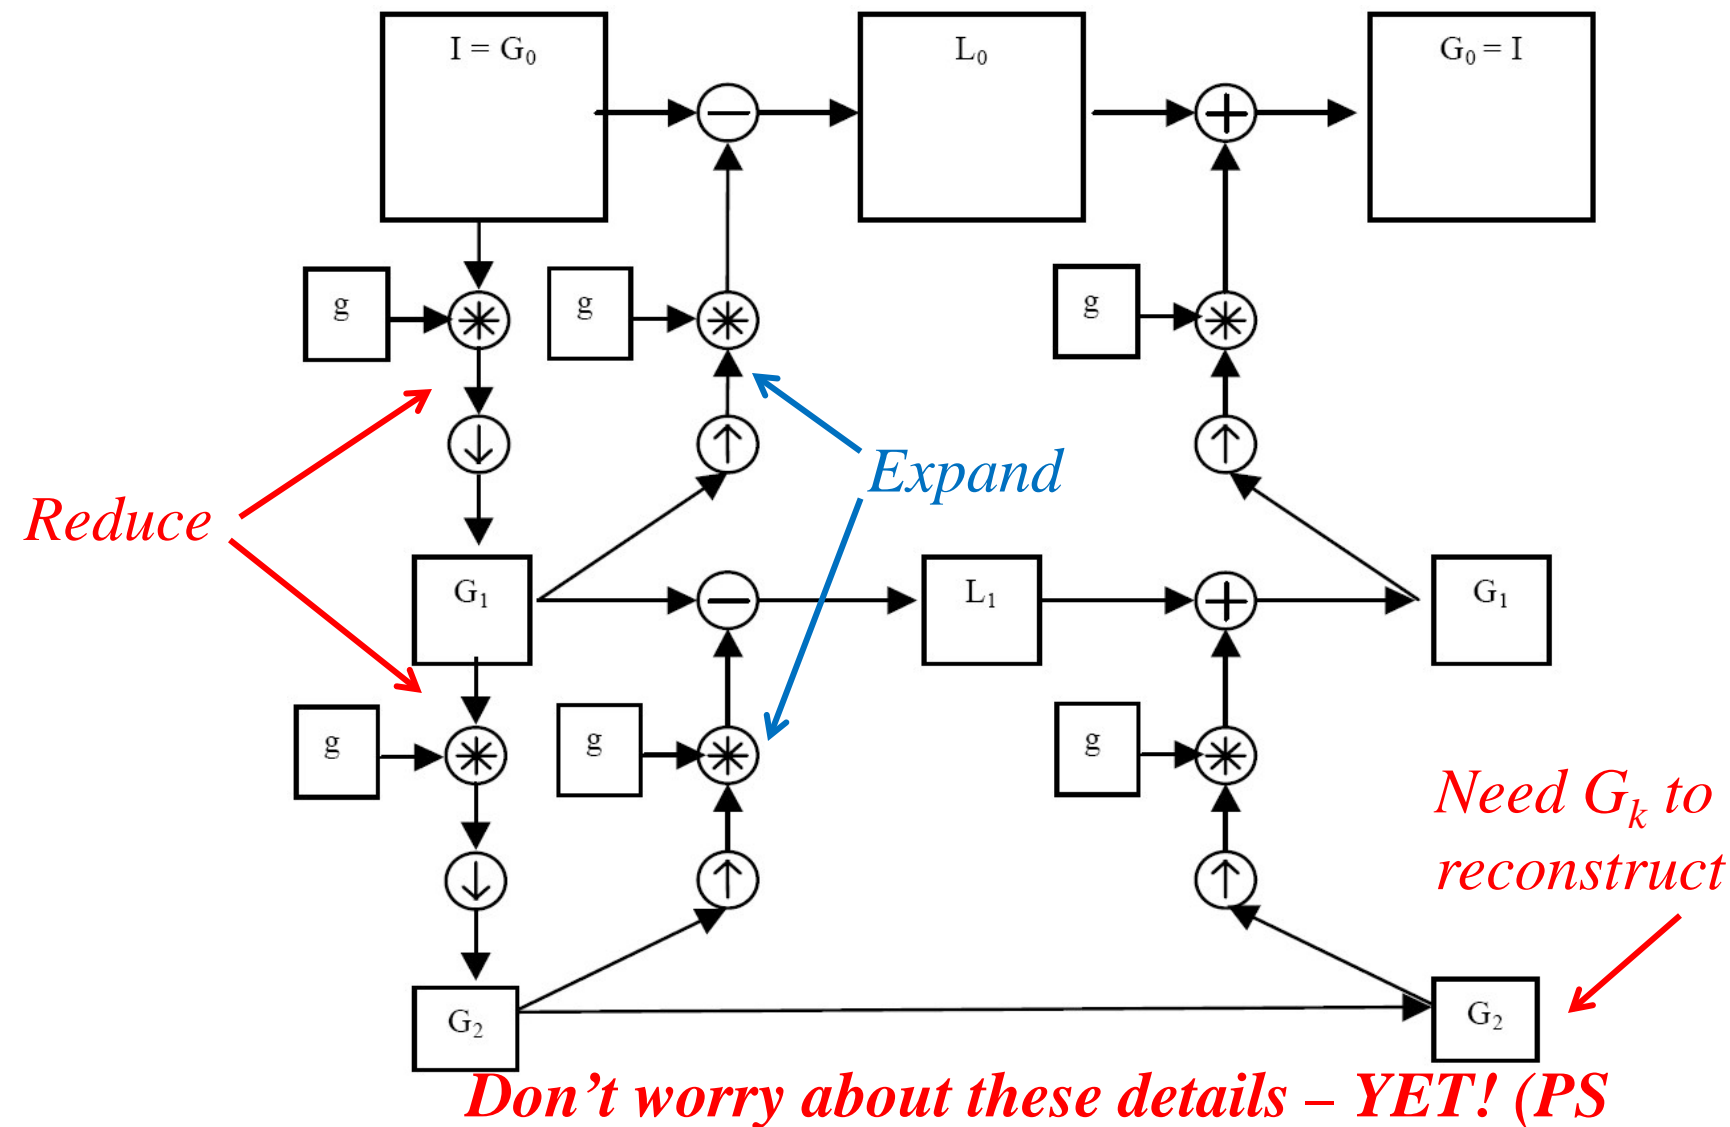 I = G₀
L₀
G₀ = I
g
g
g
Reduce
Expand
G₁
L₁
G₁
g
g
g
Need Gₖ to
reconstruct
G₂
G₂
Don’t worry about these details – YET! (PS